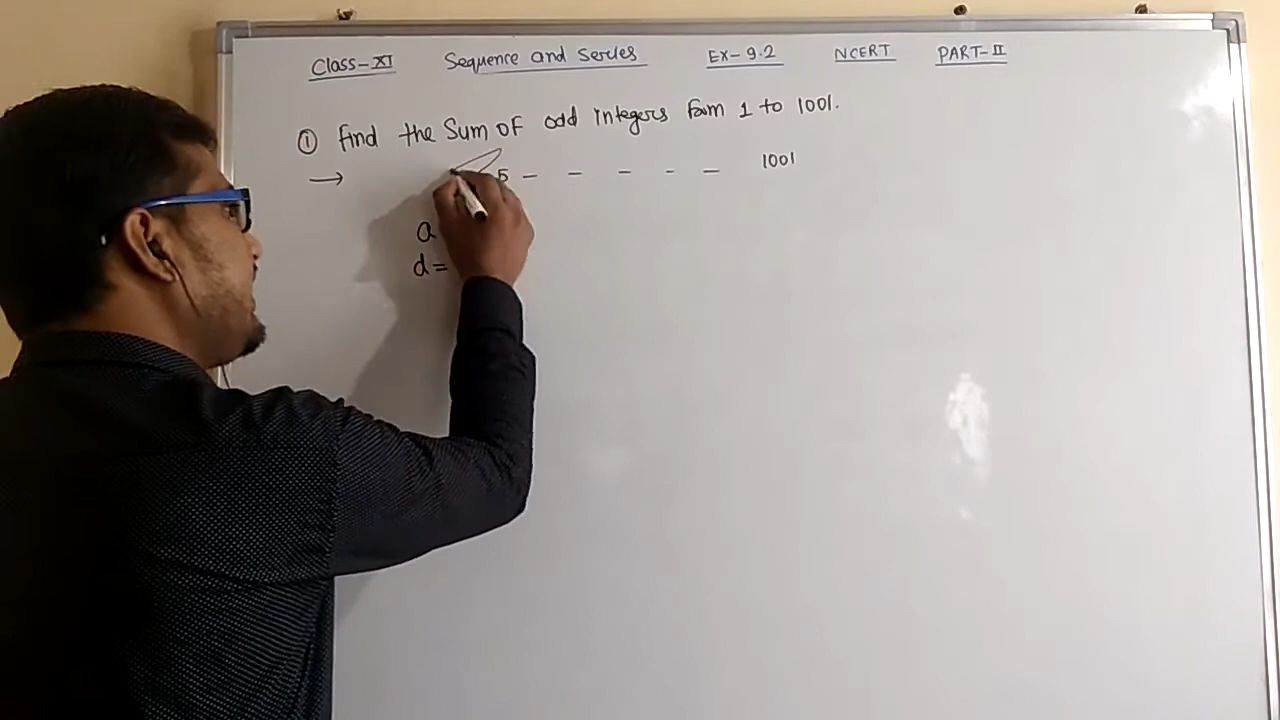 Class-XI Sequence and Series Ex-9.2 NCERT PART-II
① Find the Sum OF odd integers from 1 to 1001.
→ 5 - - - - - 1001
a
d=